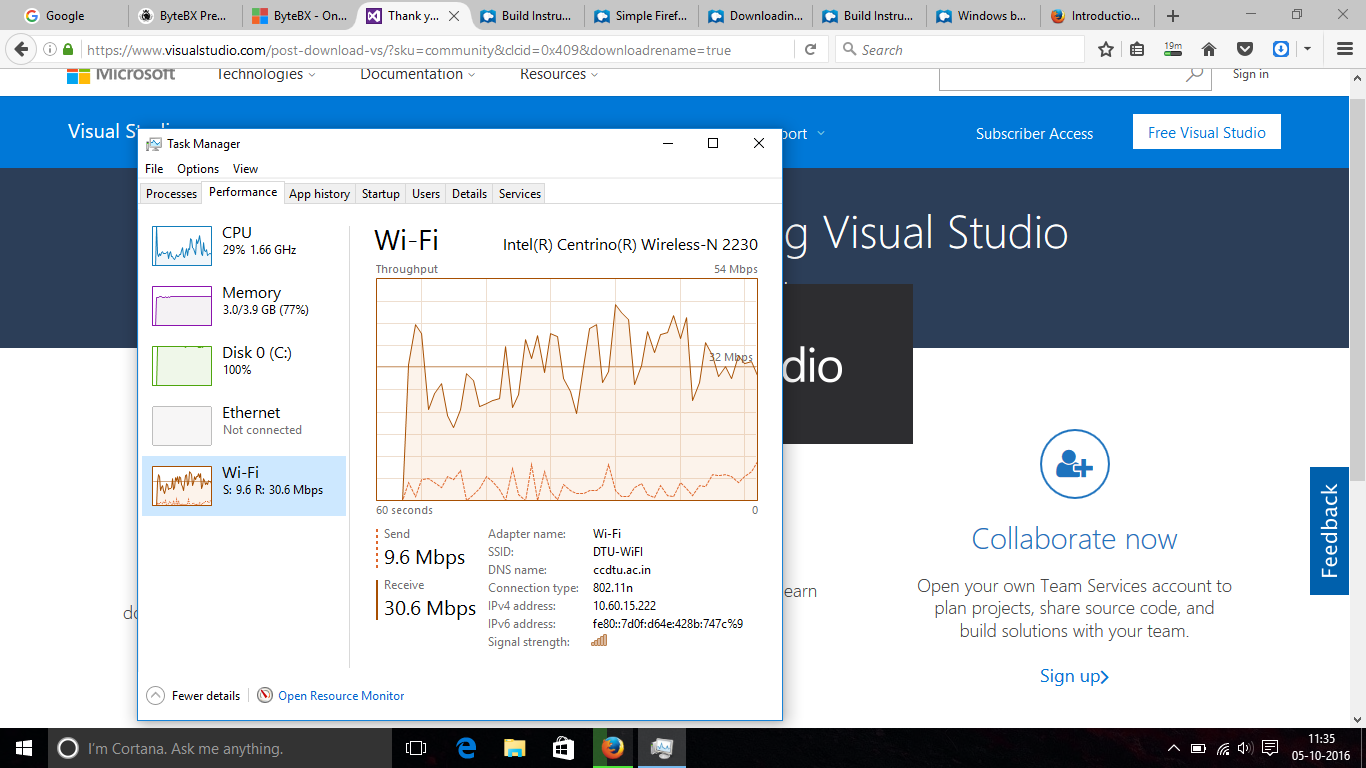 Google
ByteBX Pre...
ByteBX - On...
Thank y...
Build Instru...
Simple Firef...
Downloadin...
Build Instru...
Windows b...
Introductio...
https://www.visualstudio.com/post-download-vs/?sku=community&clcid=0x409&downloadrename=true
Search
19m
Microsoft
Technologies
Documentation
Resources
Sign in
Visual St
port
Subscriber Access
Free Visual Studio
g Visual Studio
dio
Task Manager
File Options View
Processes Performance App history Startup Users Details Services
CPU
29% 1.66 GHz
Memory
3.0/3.9 GB (77%)
Disk 0 (C:)
100%
Ethernet
Not connected
Wi-Fi
S: 9.6 R: 30.6 Mbps
Wi-Fi
Intel(R) Centrino(R) Wireless-N 2230
Throughput
54 Mbps
32 Mbps
60 seconds
0
Send
9.6 Mbps
Receive
30.6 Mbps
Adapter name: Wi-Fi
SSID: DTU-WiFI
DNS name: ccdtu.ac.in
Connection type: 802.11n
IPv4 address: 10.60.15.222
IPv6 address: fe80::7d0f:d64e:428b:747c%9
Signal strength:
Fewer details
Open Resource Monitor
do
earn
Collaborate now
Open your own Team Services account to
plan projects, share source code, and
build solutions with your team.
Sign up
Feedback
I'm Cortana. Ask me anything.
11:35
05-10-2016